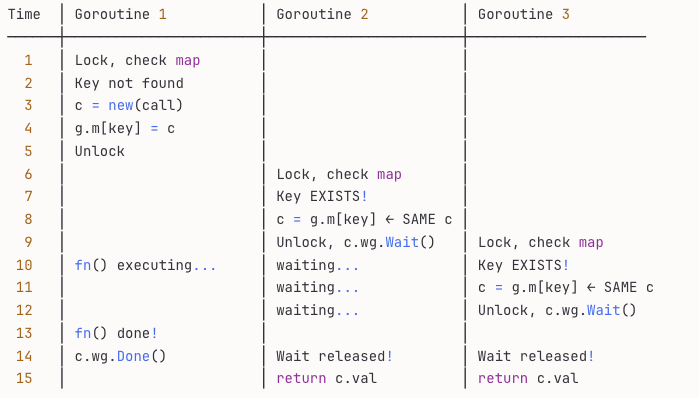 Time │ Goroutine 1 │ Goroutine 2 │ Goroutine 3
1 │ Lock, check map │ │
2 │ Key not found │ │
3 │ c = new(call) │ │
4 │ g.m[key] = c │ │
5 │ Unlock │ │
6 │ │ Lock, check map │
7 │ │ Key EXISTS! │
8 │ │ c = g.m[key] ← SAME c │
9 │ │ Unlock, c.wg.Wait() │ Lock, check map
10 │ fn() executing... │ waiting... │ Key EXISTS!
11 │ │ waiting... │ c = g.m[key] ← SAME c
12 │ │ waiting... │ Unlock, c.wg.Wait()
13 │ fn() done! │ │
14 │ c.wg.Done() │ Wait released! │ Wait released!
15 │ │ return c.val │ return c.val